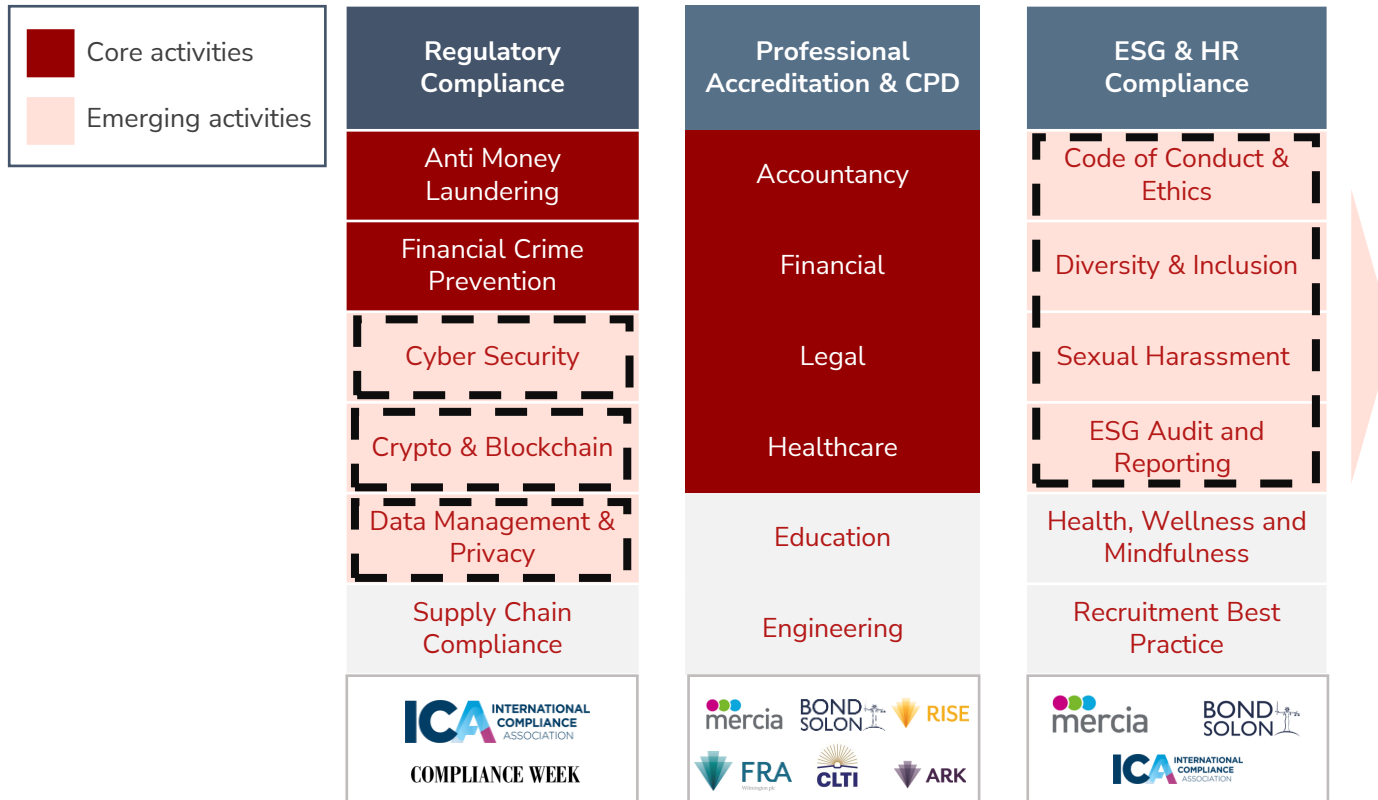 Core activities
Emerging activities
Regulatory
Compliance
Anti Money
Laundering
Financial Crime
Prevention
Cyber Security
Crypto & Blockchain
Data Management &
Privacy
Supply Chain
Compliance
ICA INTERNATIONAL
COMPLIANCE
ASSOCIATION
COMPLIANCE WEEK
Professional
Accreditation & CPD
Accountancy
Financial
Legal
Healthcare
Education
Engineering
mercia
BOND
SOLON
RISE
FRA
Wilmington plc
CLTI
ARK
ESG & HR
Compliance
Code of Conduct &
Ethics
Diversity & Inclusion
Sexual Harassment
ESG Audit and
Reporting
Health, Wellness and
Mindfulness
Recruitment Best
Practice
mercia
BOND
SOLON
ICA INTERNATIONAL
COMPLIANCE
ASSOCIATION